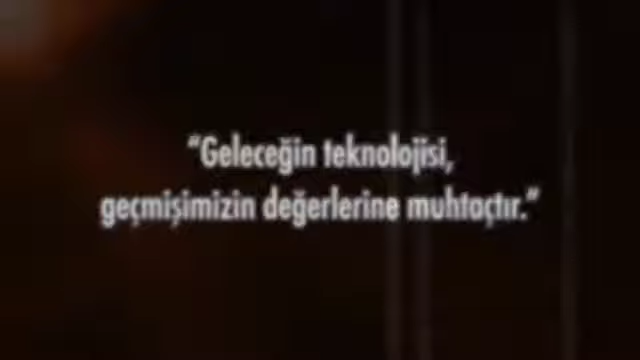 “Geleceğin teknolojisi,
geçmişimizin değerlerine muhtaçtır.”